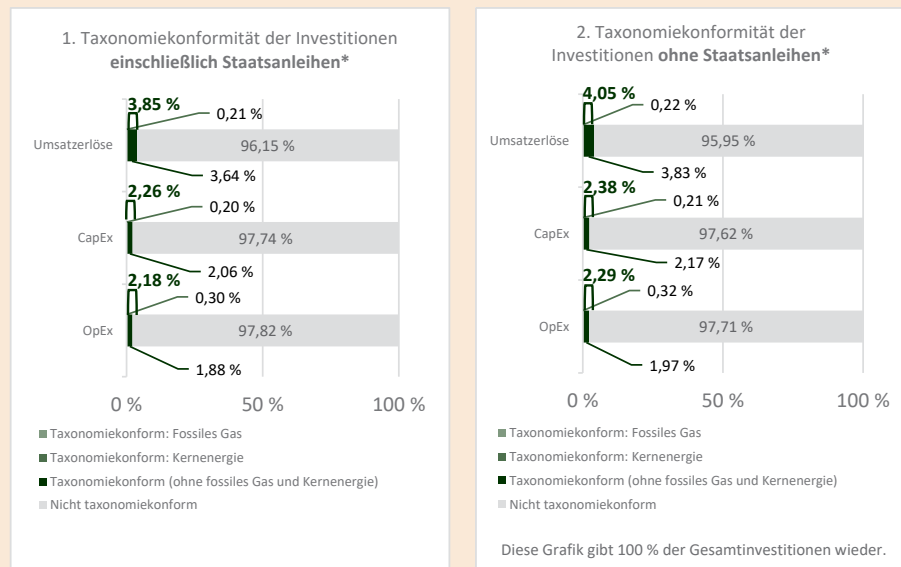 1. Taxonomiekonformität der Investitionen
einschließlich Staatsanleihen*
3,85 %
0,21 %
Umsatzerlöse
96,15 %
3,64 %
2,26 %
0,20 %
CapEx
97,74 %
2,06 %
2,18 %
0,30 %
OpEx
97,82 %
1,88 %
0 %
50 %
100 %
Taxonomiekonform: Fossiles Gas
Taxonomiekonform: Kernenergie
Taxonomiekonform (ohne fossiles Gas und Kernenergie)
Nicht taxonomiekonform
2. Taxonomiekonformität der
Investitionen ohne Staatsanleihen*
4,05 %
0,22 %
Umsatzerlöse
95,95 %
3,83 %
2,38 %
0,21 %
CapEx
97,62 %
2,17 %
2,29 %
0,32 %
OpEx
97,71 %
1,97 %
0 %
50 %
100 %
Taxonomiekonform: Fossiles Gas
Taxonomiekonform: Kernenergie
Taxonomiekonform (ohne fossiles Gas und Kernenergie)
Nicht taxonomiekonform
Diese Grafik gibt 100 % der Gesamtinvestitionen wieder.